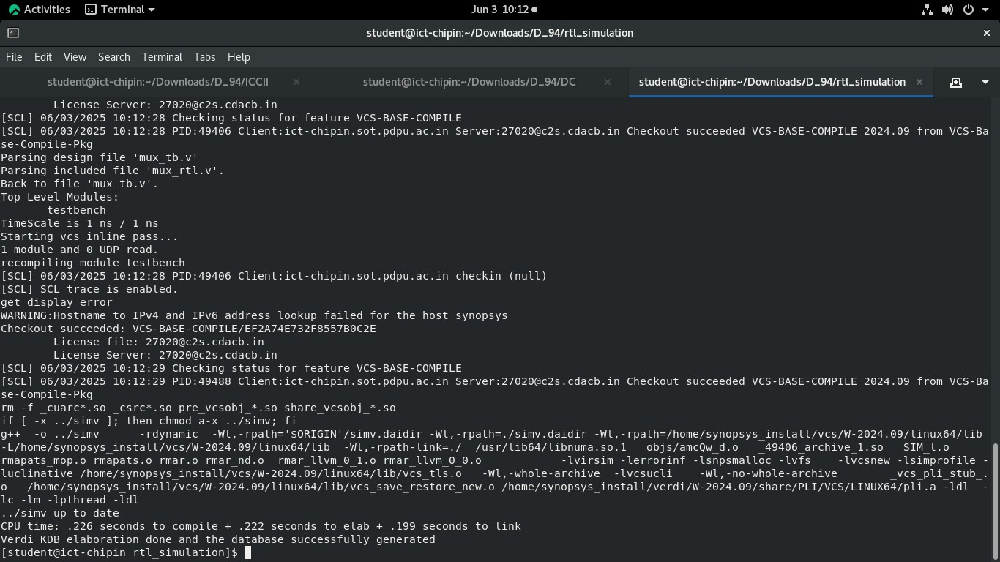 Activities Terminal Jun 3 10:12
student@ict-chipin:~/Downloads/D_94/rtl_simulation
File Edit View Search Terminal Tabs Help
student@ict-chipin:~/Downloads/D_94/ICCII student@ict-chipin:~/Downloads/D_94/DC student@ict-chipin:~/Downloads/D_94/rtl_simulation
License Server: 27020@c2s.cdacb.in
[SCL] 06/03/2025 10:12:28 Checking status for feature VCS-BASE-COMPILE
[SCL] 06/03/2025 10:12:28 PID:49406 Client:ict-chipin.sot.pdpu.ac.in Server:27020@c2s.cdacb.in Checkout succeeded VCS-BASE-COMPILE 2024.09 from VCS-Ba
se-Compile-Pkg
Parsing design file 'mux_tb.v'
Parsing included file 'mux_rtl.v'.
Back to file 'mux_tb.v'.
Top Level Modules:
testbench
TimeScale is 1 ns / 1 ns
Starting vcs inline pass...
1 module and 0 UDP read.
recompiling module testbench
[SCL] 06/03/2025 10:12:28 PID:49406 Client:ict-chipin.sot.pdpu.ac.in checkin (null)
[SCL] SCL trace is enabled.
get display error
WARNING:Hostname to IPv4 and IPv6 address lookup failed for the host synopsys
Checkout succeeded: VCS-BASE-COMPILE/EF2A74E732F8557B0C2E
License file: 27020@c2s.cdacb.in
License Server: 27020@c2s.cdacb.in
[SCL] 06/03/2025 10:12:29 Checking status for feature VCS-BASE-COMPILE
[SCL] 06/03/2025 10:12:29 PID:49488 Client:ict-chipin.sot.pdpu.ac.in Server:27020@c2s.cdacb.in Checkout succeeded VCS-BASE-COMPILE 2024.09 from VCS-Ba
se-Compile-Pkg
rm -f _cuarc*.so _csrc*.so pre_vcsobj_*.so share_vcsobj_*.so
if [ -x ../simv ]; then chmod a-x ../simv; fi
g++  -o ../simv      -rdynamic  -Wl,-rpath='$ORIGIN'/simv.daidir -Wl,-rpath=./simv.daidir -Wl,-rpath=/home/synopsys_install/vcs/W-2024.09/linux64/lib
-L/home/synopsys_install/vcs/W-2024.09/linux64/lib  -Wl,-rpath-link=./  /usr/lib64/libnuma.so.1   objs/amcQw_d.o   _49406_archive_1.so   SIM_l.o
rmapats_mop.o rmapats.o rmar.o rmar_nd.o  rmar_llvm_0_1.o rmar_llvm_0_0.o            -lvirsim -lerrorinf -lsnpsmalloc -lvfs    -lvcsnew -lsimprofile -
luclinative /home/synopsys_install/vcs/W-2024.09/linux64/lib/vcs_tls.o   -Wl,-whole-archive  -lvcsucli    -Wl,-no-whole-archive        _vcs_pli_stub_.
o   /home/synopsys_install/vcs/W-2024.09/linux64/lib/vcs_save_restore_new.o /home/synopsys_install/verdi/W-2024.09/share/PLI/VCS/LINUX64/pli.a -ldl  -
lc -lm -lpthread -ldl
../simv up to date
CPU time: .226 seconds to compile + .222 seconds to elab + .199 seconds to link
Verdi KDB elaboration done and the database successfully generated
[student@ict-chipin rtl_simulation]$